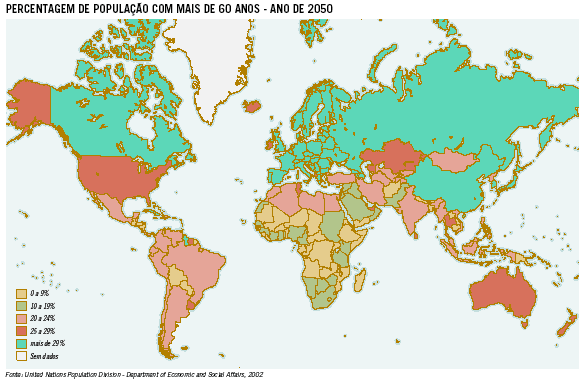 PERCENTAGEM DE POPULAÇÃO COM MAIS DE 60 ANOS - ANO DE 2050
0 a 9%
10 a 19%
20 a 24%
25 a 29%
mais de 29%
Sem dados
Fonte: United Nations Population Division - Department of Economic and Social Affairs, 2002